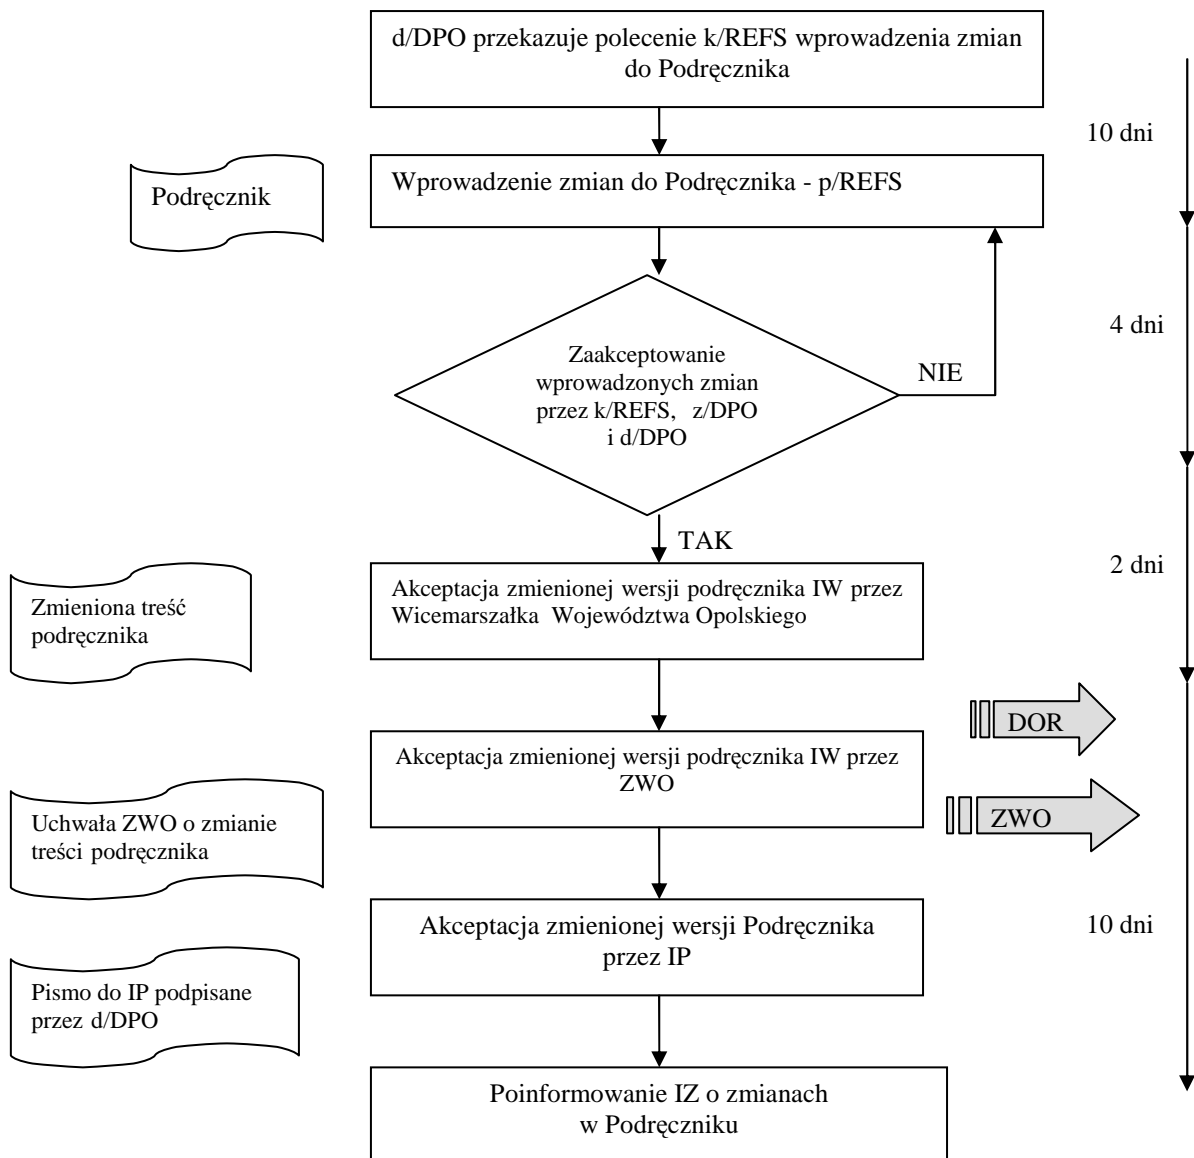 d/DPO przekazuje polecenie k/REFS wprowadzenia zmian
do Podręcznika
10 dni
Podręcznik
Wprowadzenie zmian do Podręcznika - p/REFS
4 dni
Zaakceptowanie
wprowadzonych zmian
przez k/REFS, z/DPO
i d/DPO
NIE
TAK
2 dni
Zmieniona treść
podręcznika
Akceptacja zmienionej wersji podręcznika IW przez
Wicemarszałka Województwa Opolskiego
DOR
Akceptacja zmienionej wersji podręcznika IW przez
ZWO
Uchwała ZWO o zmianie
treści podręcznika
ZWO
Akceptacja zmienionej wersji Podręcznika
przez IP
10 dni
Pismo do IP podpisane
przez d/DPO
Poinformowanie IZ o zmianach
w Podręczniku